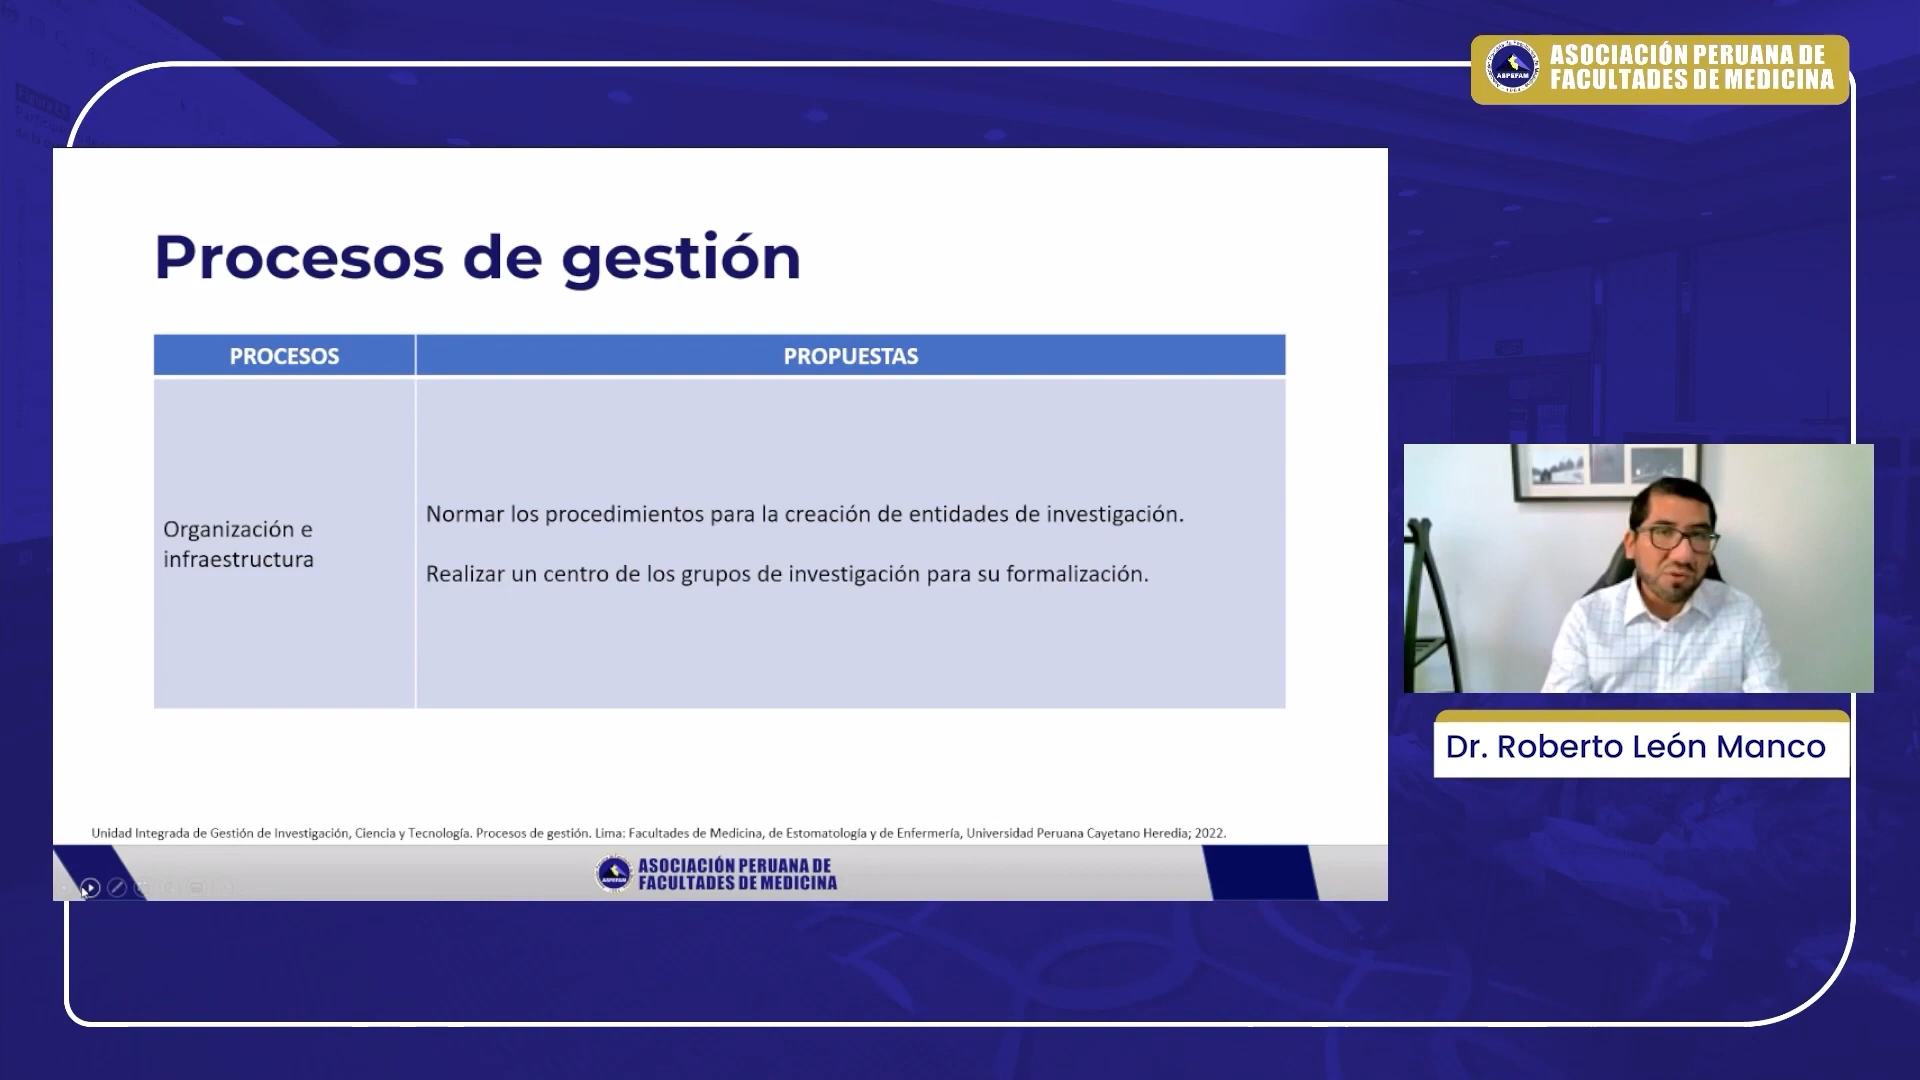 ASOCIACIÓN PERUANA DE
FACULTADES DE MEDICINA
ASPEFAM
Procesos de gestión
PROCESOS
PROPUESTAS
Organización e
infraestructura
Normar los procedimientos para la creación de entidades de investigación.
Realizar un centro de los grupos de investigación para su formalización.
Dr. Roberto León Manco
Unidad Integrada de Gestión de Investigación, Ciencia y Tecnología. Procesos de gestión. Lima: Facultades de Medicina, de Estomatología y de Enfermería, Universidad Peruana Cayetano Heredia; 2022.
ASPEFAM
ASOCIACIÓN PERUANA DE
FACULTADES DE MEDICINA